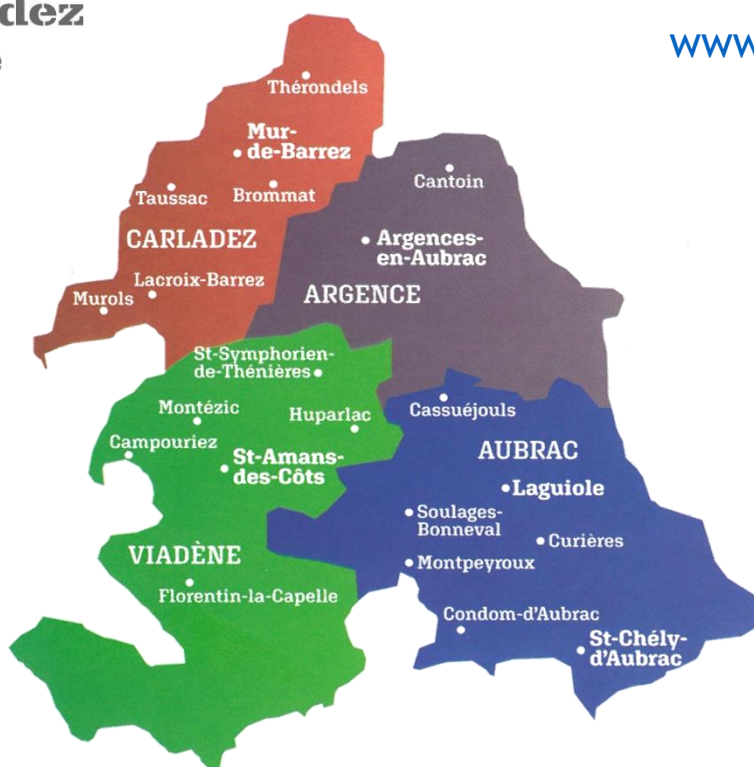 www
Thérondels
Mur-
de-Barrez
Cantoin
Taussac
Brommat
CARLADEZ
Argences-
en-Aubrac
Lacroix-Barrez
Murols
ARGENCE
St-Symphorien-
de-Thénières
Montézic
Huparlac
Cassuéjouls
Campouriez
St-Amans-
des-Côts
AUBRAC
Laguiole
Soulages-
Bonneval
Curières
VIADÈNE
Montpeyroux
Florentin-la-Capelle
Condom-d'Aubrac
St-Chély-
d'Aubrac